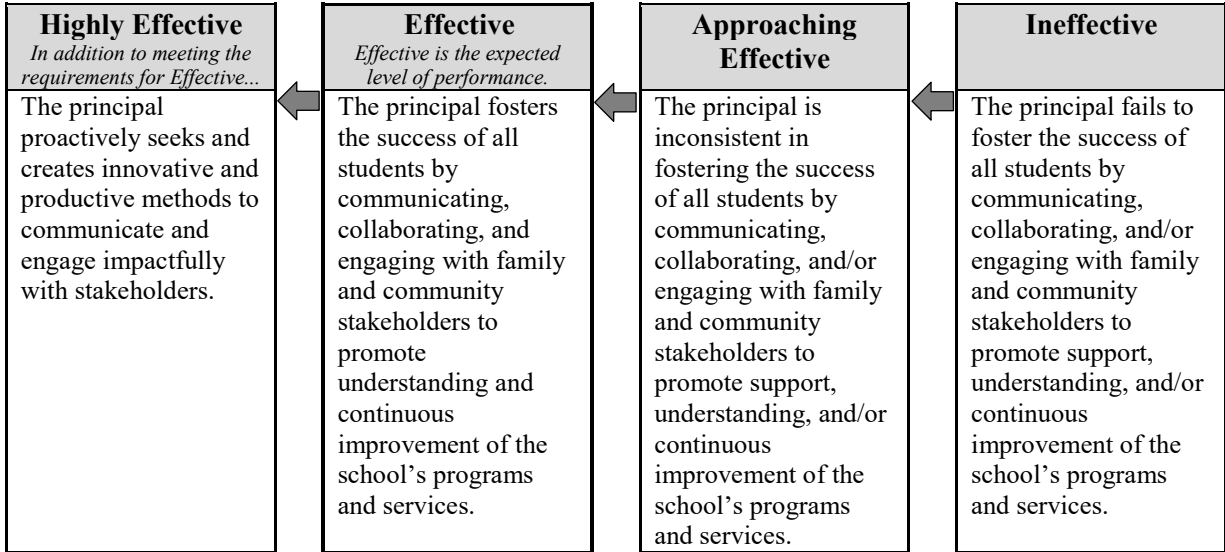 Highly Effective
In addition to meeting the
requirements for Effective...
The principal
proactively seeks and
creates innovative and
productive methods to
communicate and
engage impactfully
with stakeholders.
Effective
Effective is the expected
level of performance.
The principal fosters
the success of all
students by
communicating,
collaborating, and
engaging with family
and community
stakeholders to
promote
understanding and
continuous
improvement of the
school’s programs
and services.
Approaching
Effective
The principal is
inconsistent in
fostering the success
of all students by
communicating,
collaborating, and/or
engaging with family
and community
stakeholders to
promote support,
understanding, and/or
continuous
improvement of the
school’s programs
and services.
Ineffective
The principal fails to
foster the success of
all students by
communicating,
collaborating, and/or
engaging with family
and community
stakeholders to
promote support,
understanding, and/or
continuous
improvement of the
school’s programs
and services.